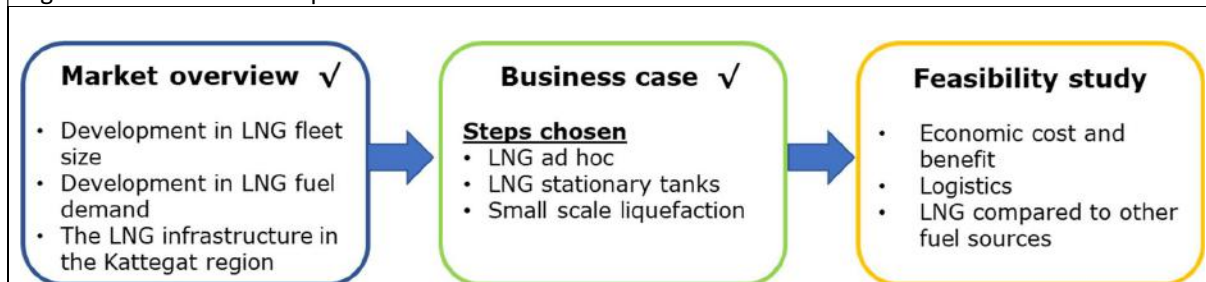 Market overview √
• Development in LNG fleet
size
• Development in LNG fuel
demand
• The LNG infrastructure in
the Kattegat region
Business case √
Steps chosen
• LNG ad hoc
• LNG stationary tanks
• Small scale liquefaction
Feasibility study
• Economic cost and
benefit
• Logistics
• LNG compared to other
fuel sources